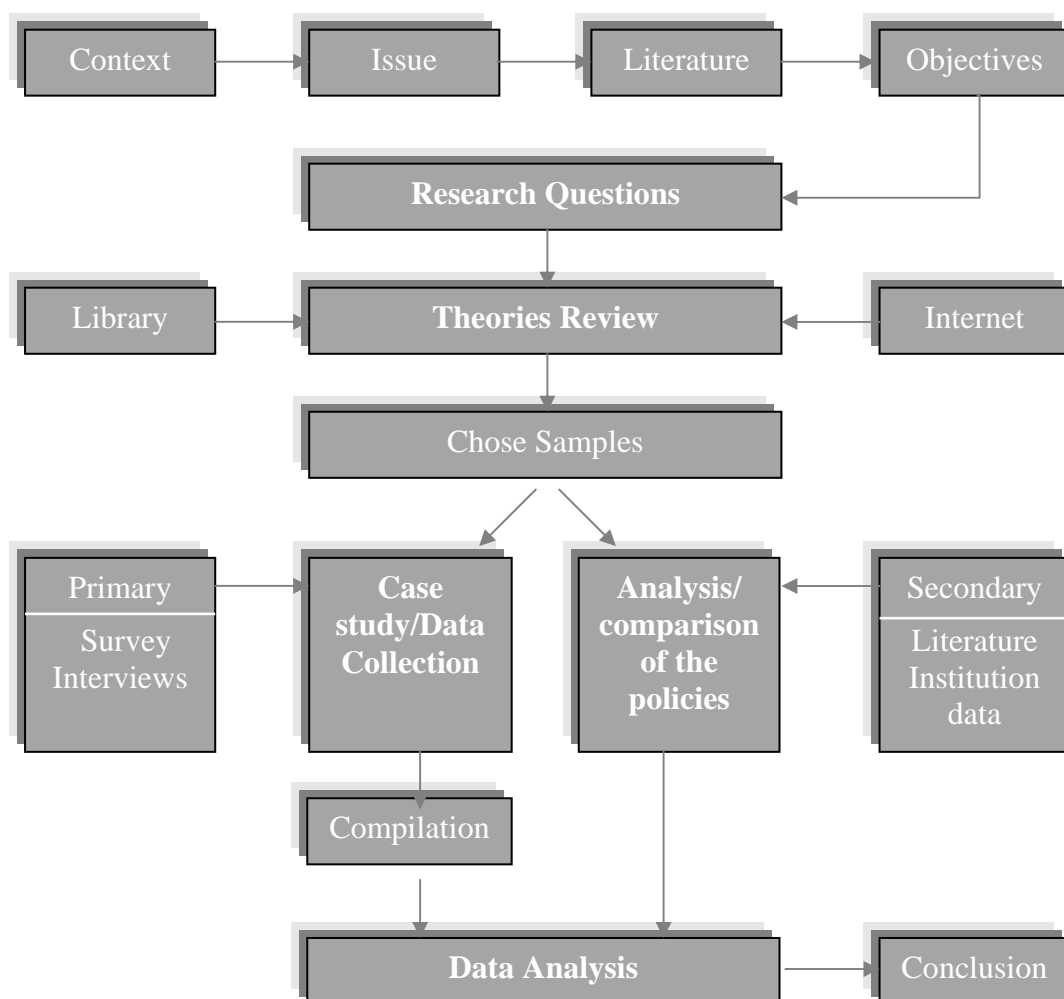 Context
Issue
Literature
Objectives
Research Questions
Library
Theories Review
Internet
Chose Samples
Primary
Survey
Interviews
Case
study/Data
Collection
Analysis/
comparison
of the
policies
Secondary
Literature
Institution
data
Compilation
Data Analysis
Conclusion